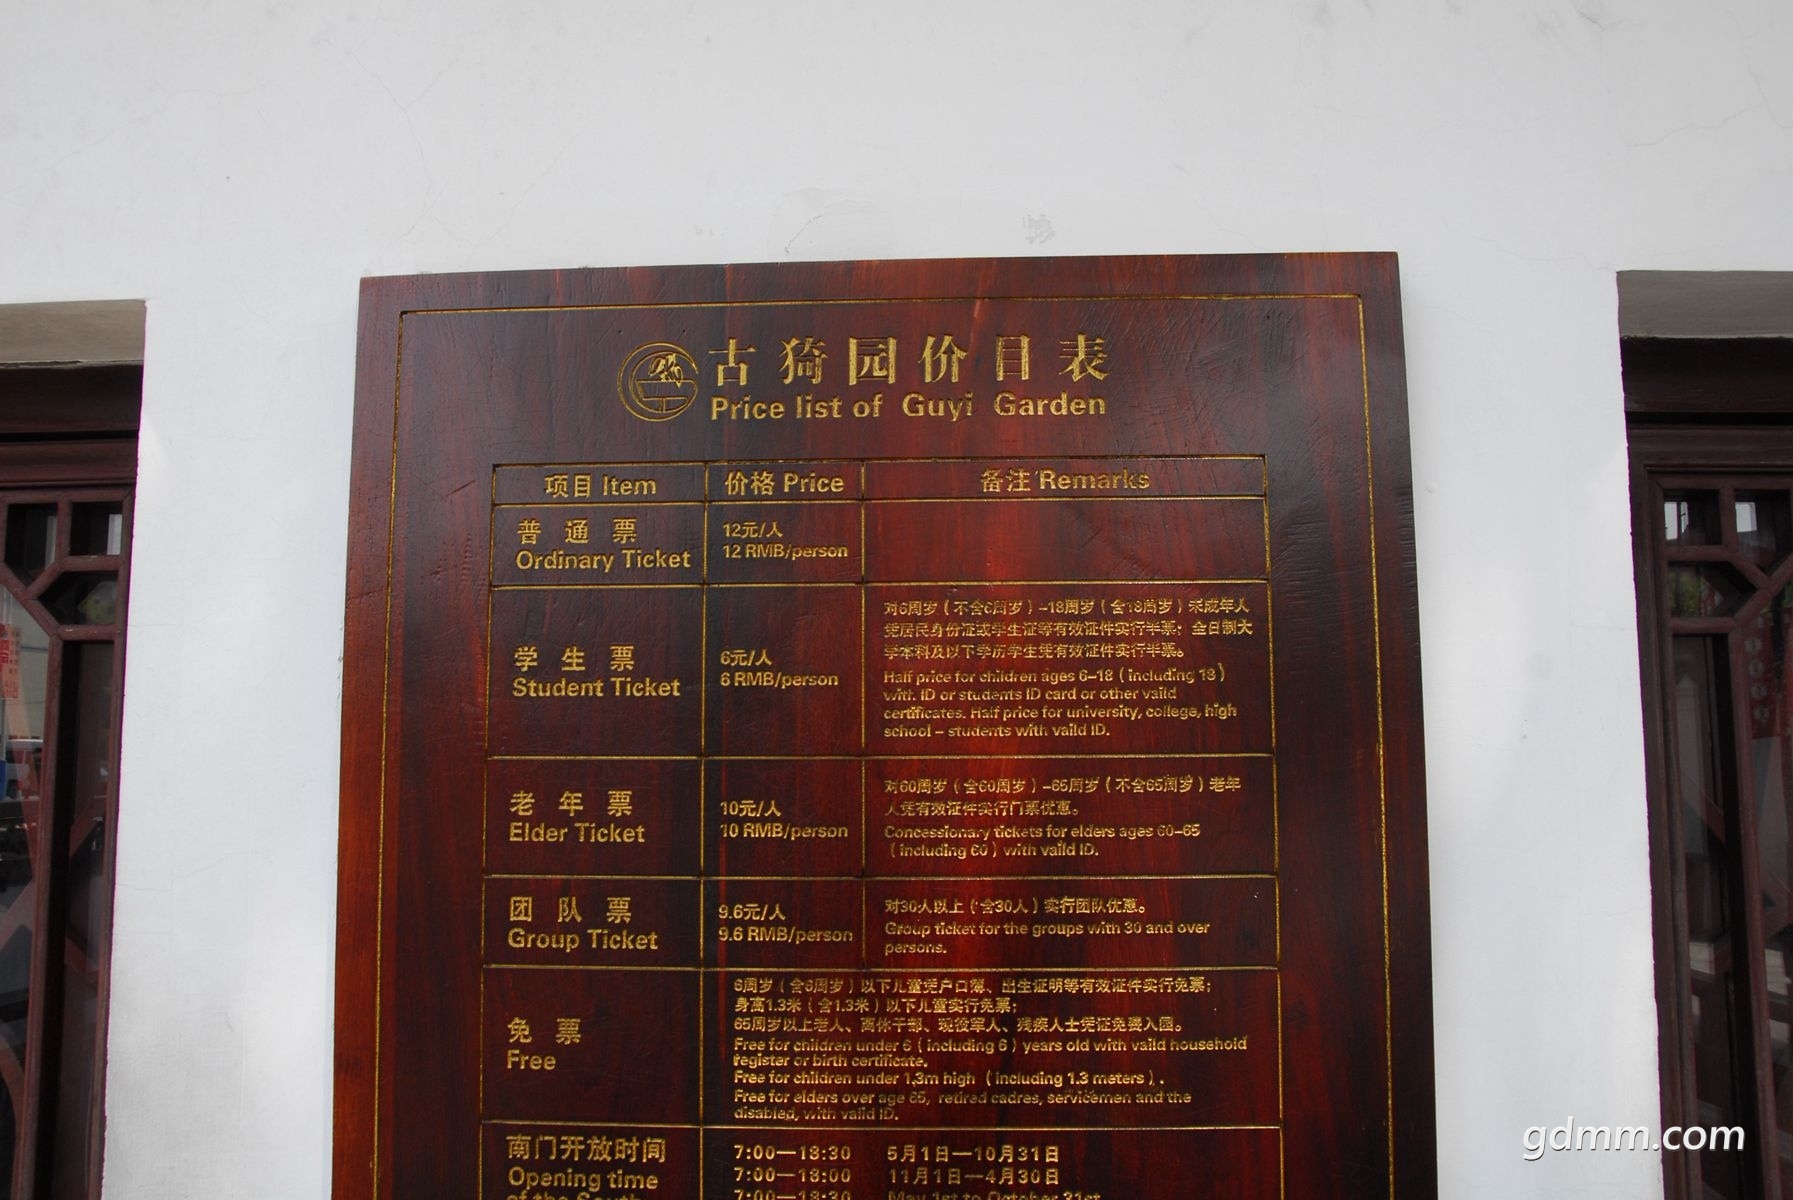 古猗园价目表
Price list of Guyi Garden
项目 Item
价格 Price
备注 Remarks
普通票
Ordinary Ticket
12元/人
12 RMB/person
学生票
Student Ticket
6元/人
6 RMB/person
对6周岁（不含6周岁）-18周岁（含18周岁）未成年人
凭居民身份证或学生证等有效证件实行半票；全日制大
学本科及以下学历学生凭有效证件实行半票。
Half price for children ages 6-18 (including 18)
with ID or students ID card or other vaild
certificates. Half price for university, college, high
school - students with vaild ID.
老年票
Elder Ticket
10元/人
10 RMB/person
对60周岁（含60周岁）-65周岁（不含65周岁）老年
人凭有效证件实行门票优惠。
Concessionary tickets for elders ages 60-65
(including 60) with vaild ID.
团队票
Group Ticket
9.6元/人
9.6 RMB/person
对30人以上（含30人）实行团队优惠。
Group ticket for the groups with 30 and over
persons.
免票
Free
6周岁（含6周岁）以下儿童凭户口簿、出生证明等有效证件实行免票；
身高1.3米（含1.3米）以下儿童实行免票；
65周岁以上老人、离休干部、现役军人、残疾人士凭证免费入园。
Free for children under 6 (including 6) years old with vaild household
register or birth certificate.
Free for children under 1.3m high (including 1.3 meters).
Free for elders over age 65, retired cadres, servicemen and the
disabled, with vaild ID.
南门开放时间
Opening time
of the South
7:00—18:30 5月1日—10月31日
7:00—18:00 11月1日—4月30日
7:00—18:30 May 1st to October 31st
gdmm.com